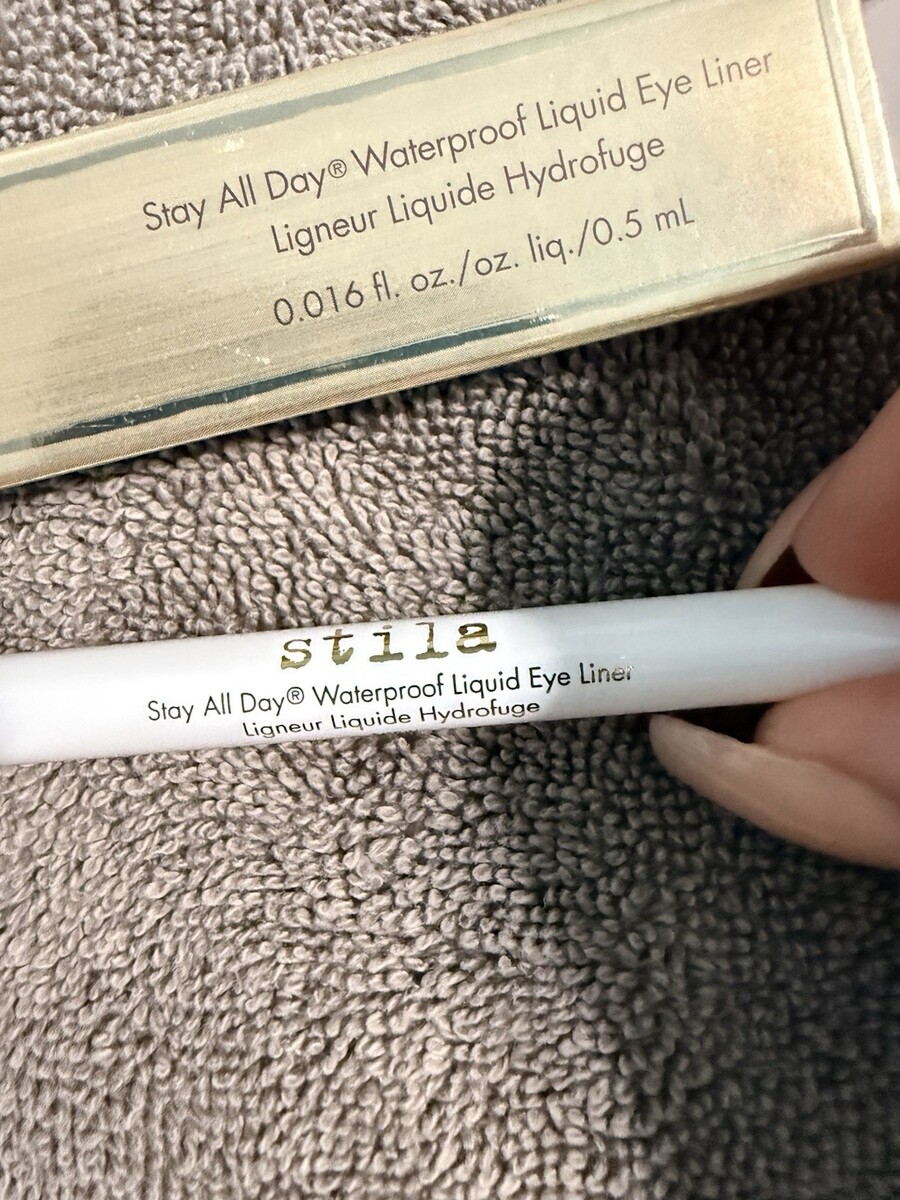 Stay All Day® Waterproof Liquid Eye Liner
Ligneur Liquide Hydrofuge
0.016 fl. oz./oz. liq./0.5 mL
stila
Stay All Day® Waterproof Liquid Eye Liner
Ligneur Liquide Hydrofuge